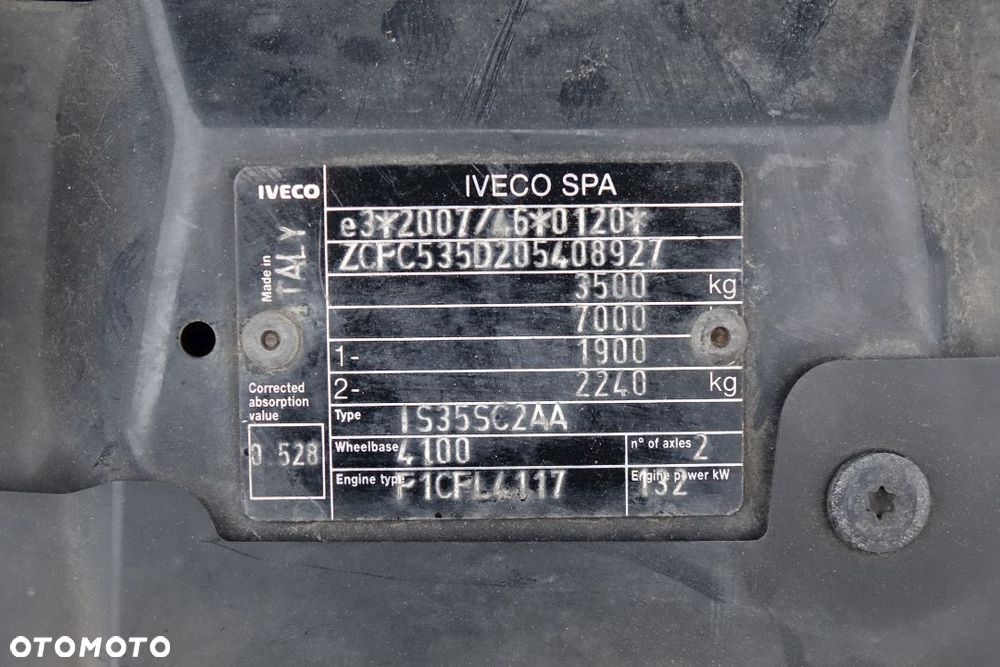 IVECO
IVECO SPA
e3*2007/46*0120*
ZCFC535D205408927
3500 kg
7000
1- 1900
2- 2240 kg
Made in ITALY
Corrected absorption value
0.528
Type IS35SC2AA
Wheelbase 4100
n° of axles 2
Engine type F1CFL4117
Engine power kW 132
OTOMOTO